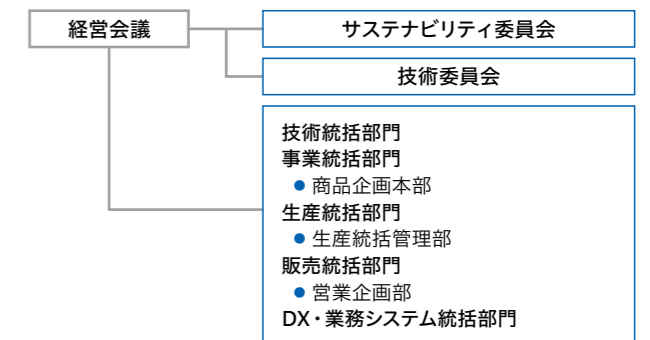 経営会議
サステナビリティ委員会
技術委員会
技術統括部門
事業統括部門
● 商品企画本部
生産統括部門
● 生産統括管理部
販売統括部門
● 営業企画部
DX・業務システム統括部門